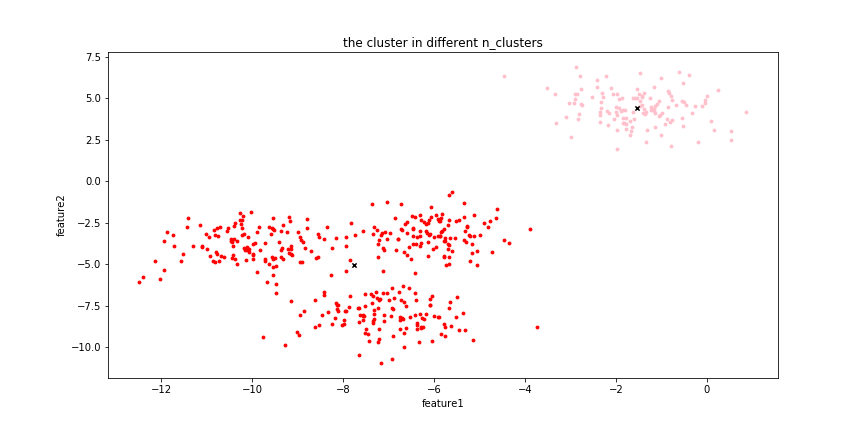 the cluster in different n_clusters
7.5
5.0
2.5
0.0
−2.5
−5.0
−7.5
−10.0
feature2
−12 −10 −8 −6 −4 −2 0
feature1